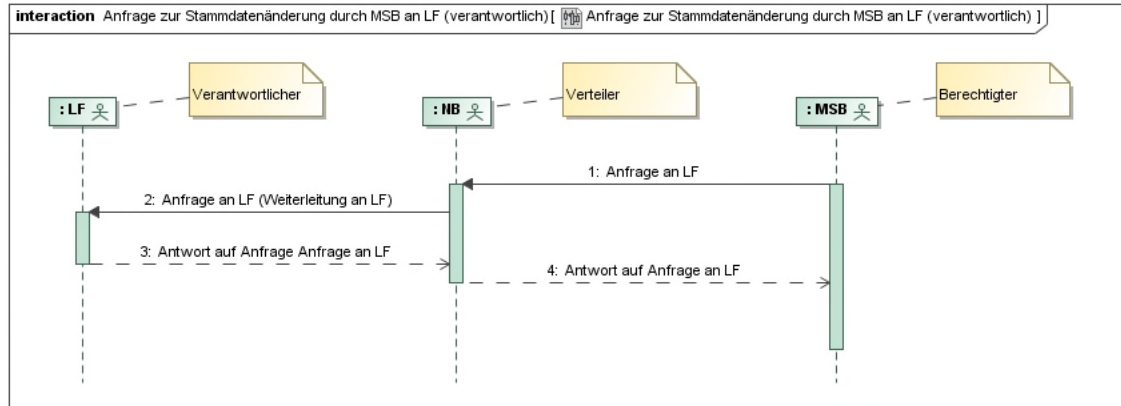 interaction Anfrage zur Stammdatenänderung durch MSB an LF (verantwortlich)[ Anfrage zur Stammdatenänderung durch MSB an LF (verantwortlich) ]
Verantwortlicher
Verteiler
Berechtigter
: LF
: NB
: MSB
1: Anfrage an LF
2: Anfrage an LF (Weiterleitung an LF)
3: Antwort auf Anfrage Anfrage an LF
4: Antwort auf Anfrage an LF